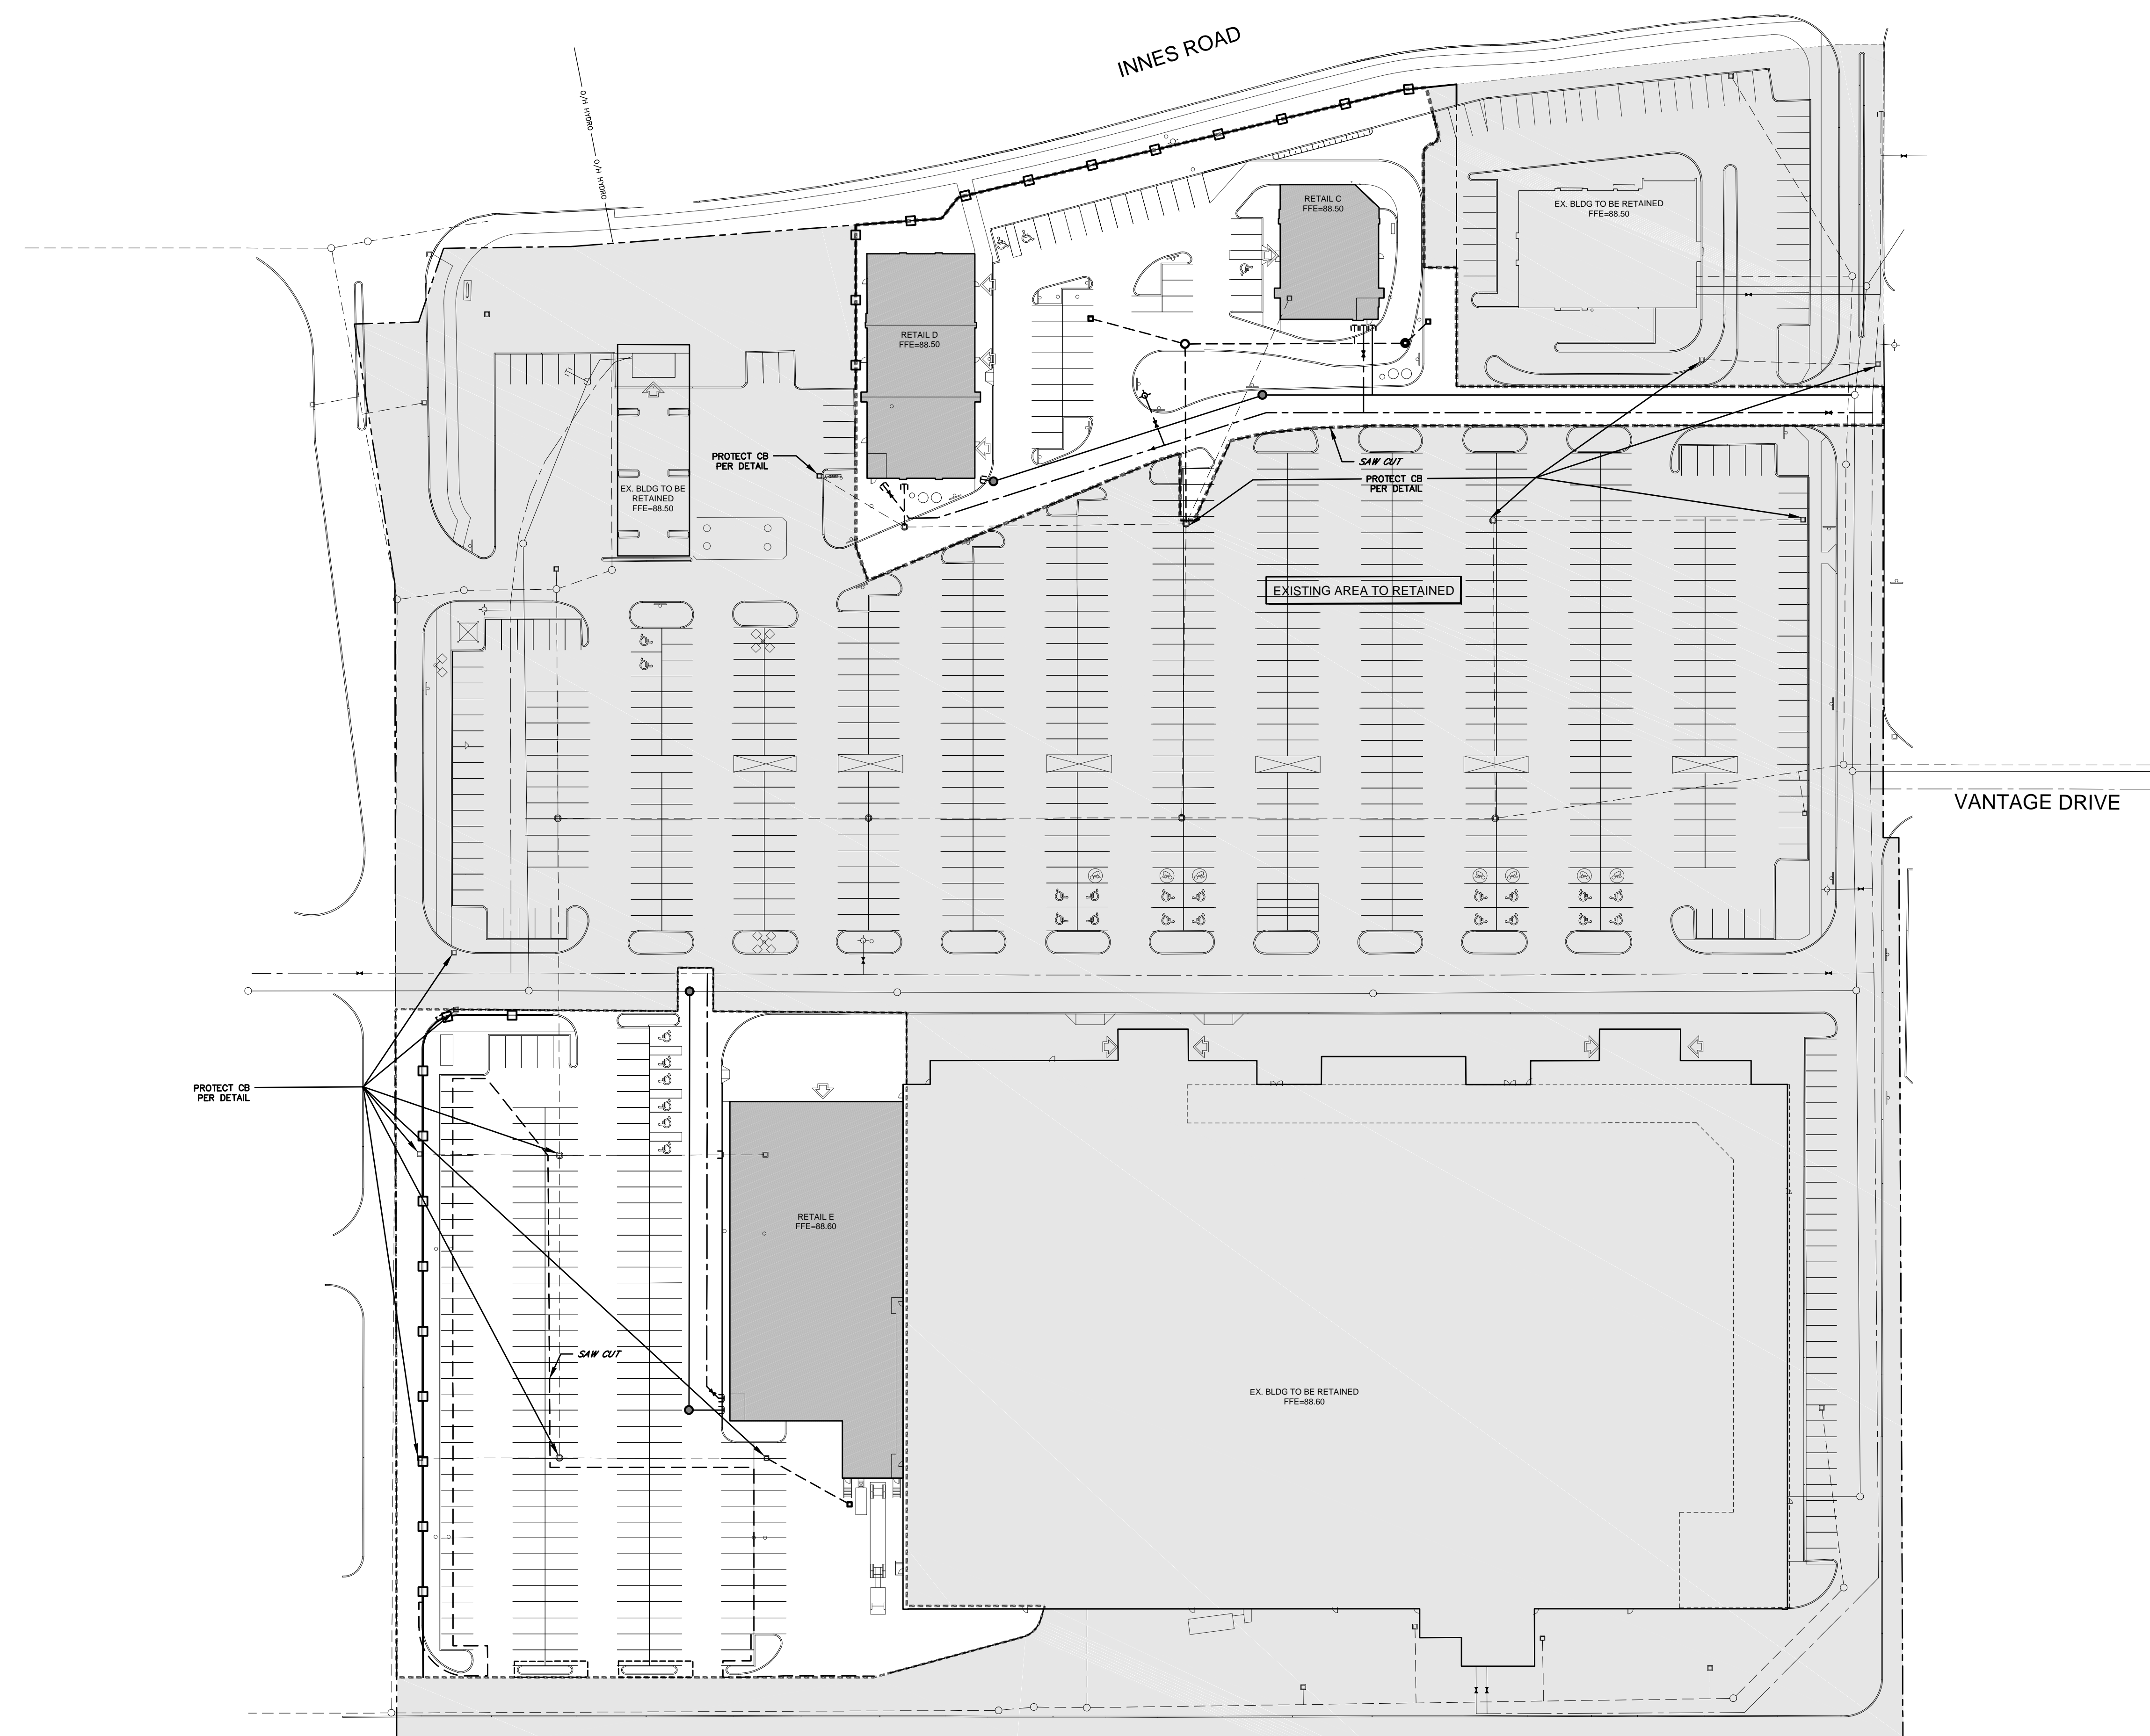 INNES ROAD
O/H HYDRO
O/H HYDRO
RETAIL C
FFE=88.50
EX. BLDG TO BE RETAINED
FFE=88.50
RETAIL D
FFE=88.50
PROTECT CB
PER DETAIL
SAW CUT
PROTECT CB
PER DETAIL
EX. BLDG TO BE
RETAINED
FFE=88.50
EXISTING AREA TO RETAINED
VANTAGE DRIVE
PROTECT CB
PER DETAIL
RETAIL E
FFE=88.60
SAW CUT
EX. BLDG TO BE RETAINED
FFE=88.60